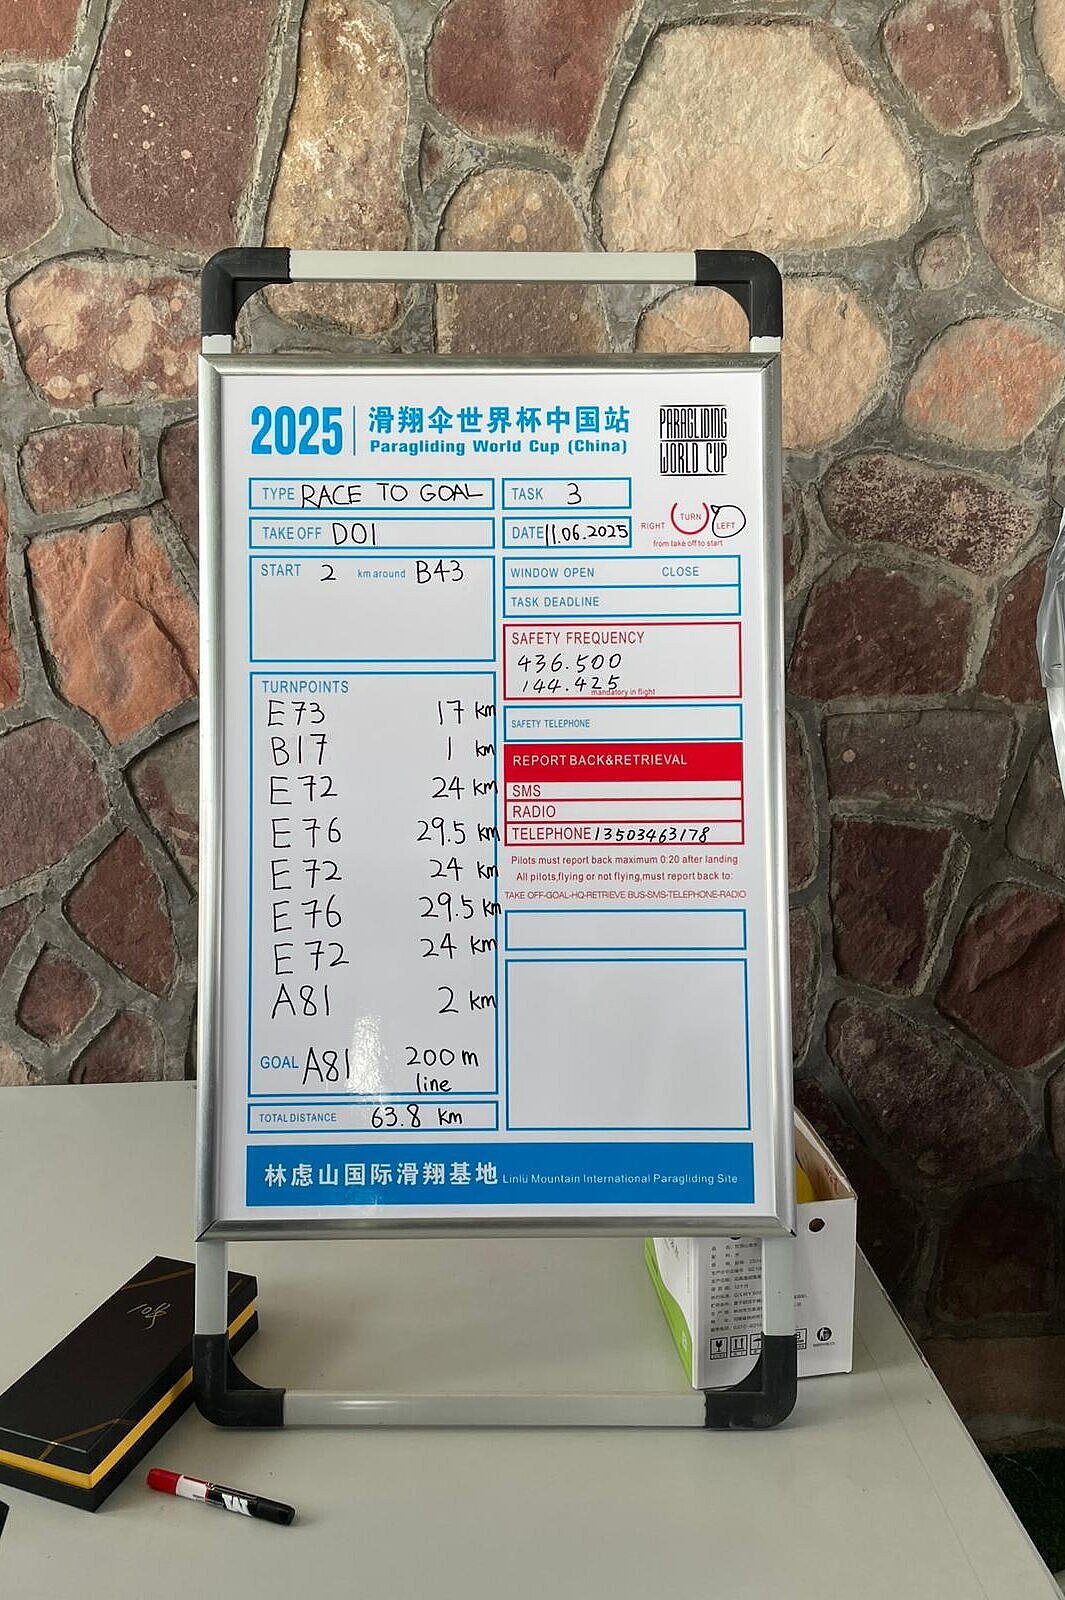 2025 滑翔伞世界杯中国站
Paragliding World Cup (China)
PARAGLIDING
WORLD CUP
TYPE RACE TO GOAL
TASK 3
TAKE OFF D01
DATE 11.06.2025
RIGHT TURN LEFT
from take off to start
START 2 km around B43
WINDOW OPEN CLOSE
TASK DEADLINE
SAFETY FREQUENCY
436.500
144.425
mandatory in flight
TURNPOINTS
E73 17 km
B17 1 km
E72 24 km
E76 29.5 km
E72 24 km
E76 29.5 km
E72 24 km
A81 2 km
GOAL A81 200 m
line
TOTAL DISTANCE 63.8 km
SAFETY TELEPHONE
REPORT BACK&RETRIEVAL
SMS
RADIO
TELEPHONE 13503463178
Pilots must report back maximum 0:20 after landing
All pilots,flying or not flying,must report back to:
TAKE OFF-GOAL-HQ-RETRIEVE BUS-SMS-TELEPHONE-RADIO
林虑山国际滑翔基地 Linlü Mountain International Paragliding Site